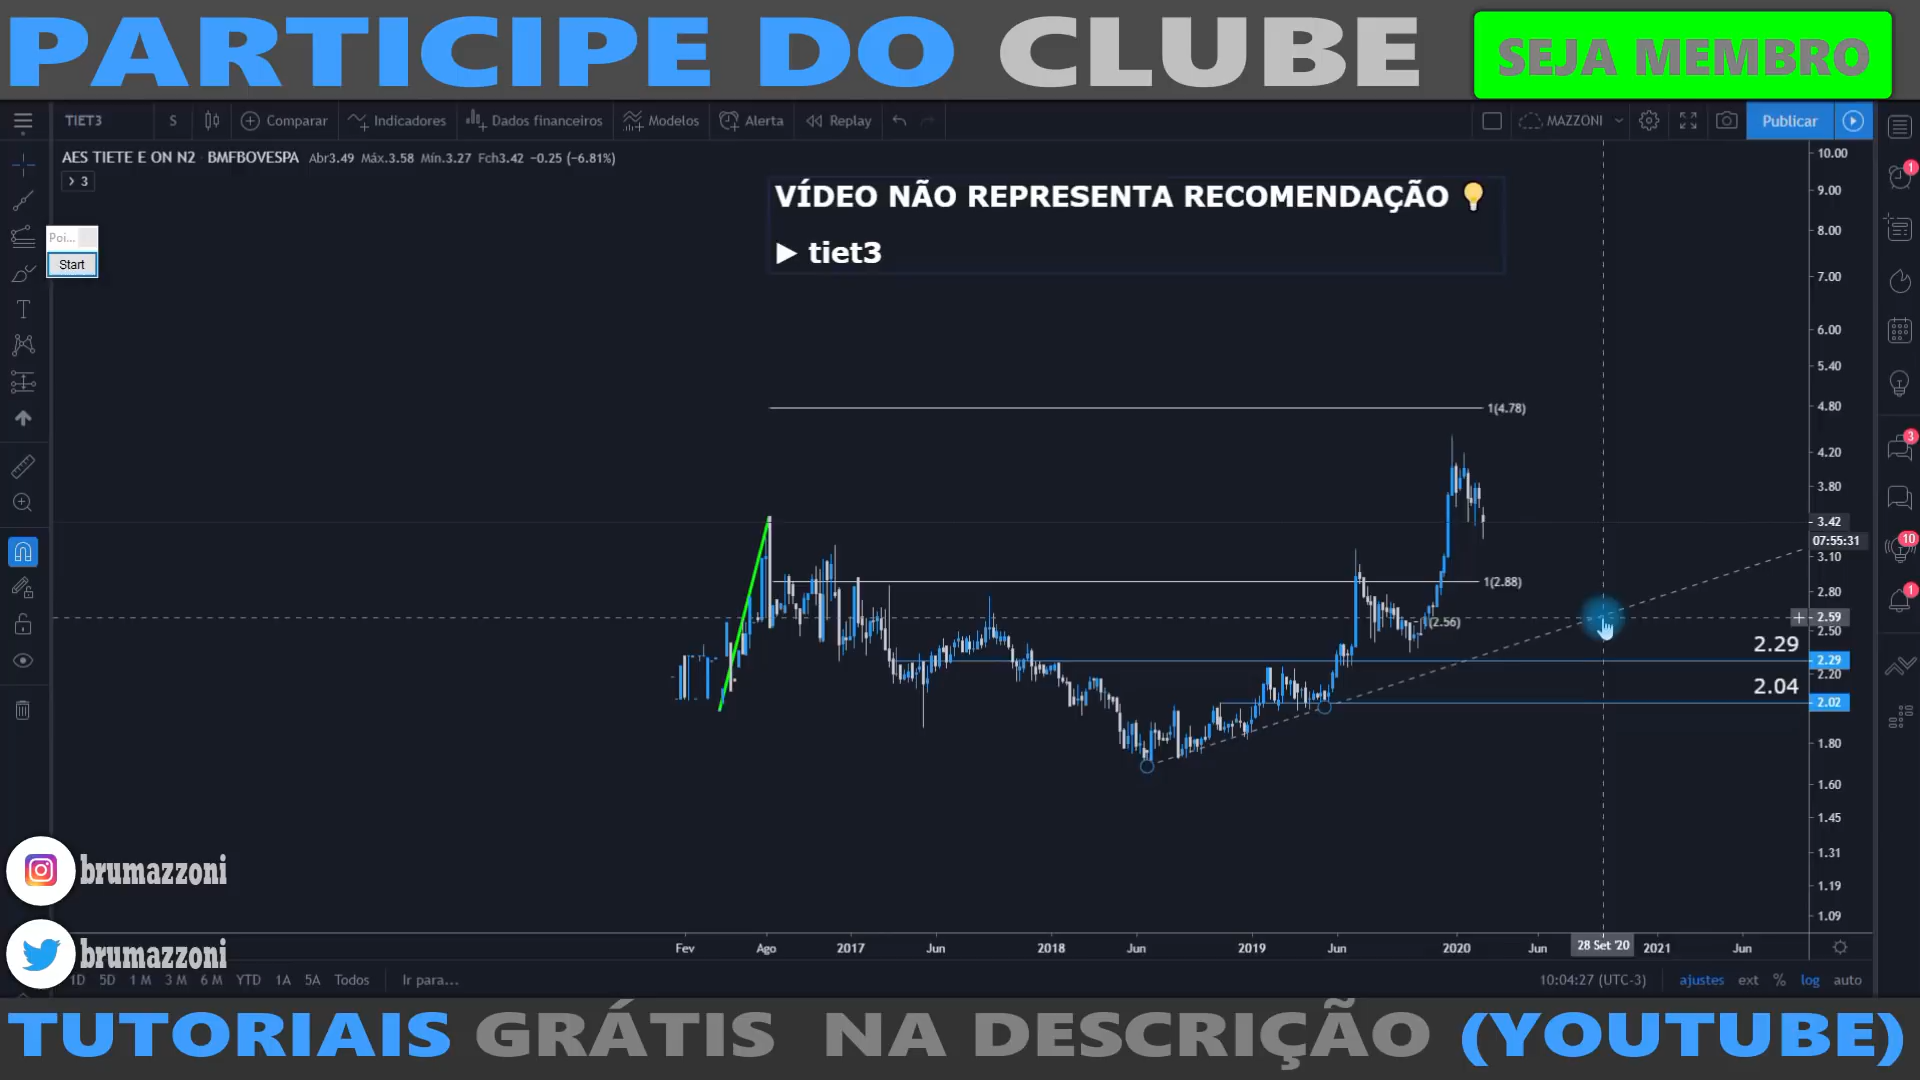 PARTICIPE DO CLUBE
SEJA MEMBRO
TIET3
S
Comparar
Indicadores
Dados financeiros
Modelos
Alerta
Replay
MAZZONI
Publicar
AES TIETE E ON N2 BMFBOVESPA Abr3.49 Máx.3.58 Mín.3.27 Fch3.42 −0.25 (−6.81%)
> 3
VÍDEO NÃO REPRESENTA RECOMENDAÇÃO
► tiet3
Poi...
Start
1(4.78)
1(2.88)
(2.56)
2.29
2.04
10.00
9.00
8.00
7.00
6.00
5.40
4.80
4.20
3.80
3.42
07:55:31
3.10
2.80
2.59
2.50
2.29
2.20
2.02
1.80
1.60
1.45
1.31
1.19
1.09
1
3
10
1
Fev
Ago
2017
Jun
2018
Jun
2019
Jun
2020
Jun
28 Set '20
2021
Jun
brumazzoni
brumazzoni
1D 5D 1 M 3 M 6 M YTD 1A 5A Todos
Ir para...
10:04:27 (UTC-3)
ajustes ext % log auto
TUTORIAIS GRÁTIS NA DESCRIÇÃO (YOUTUBE)